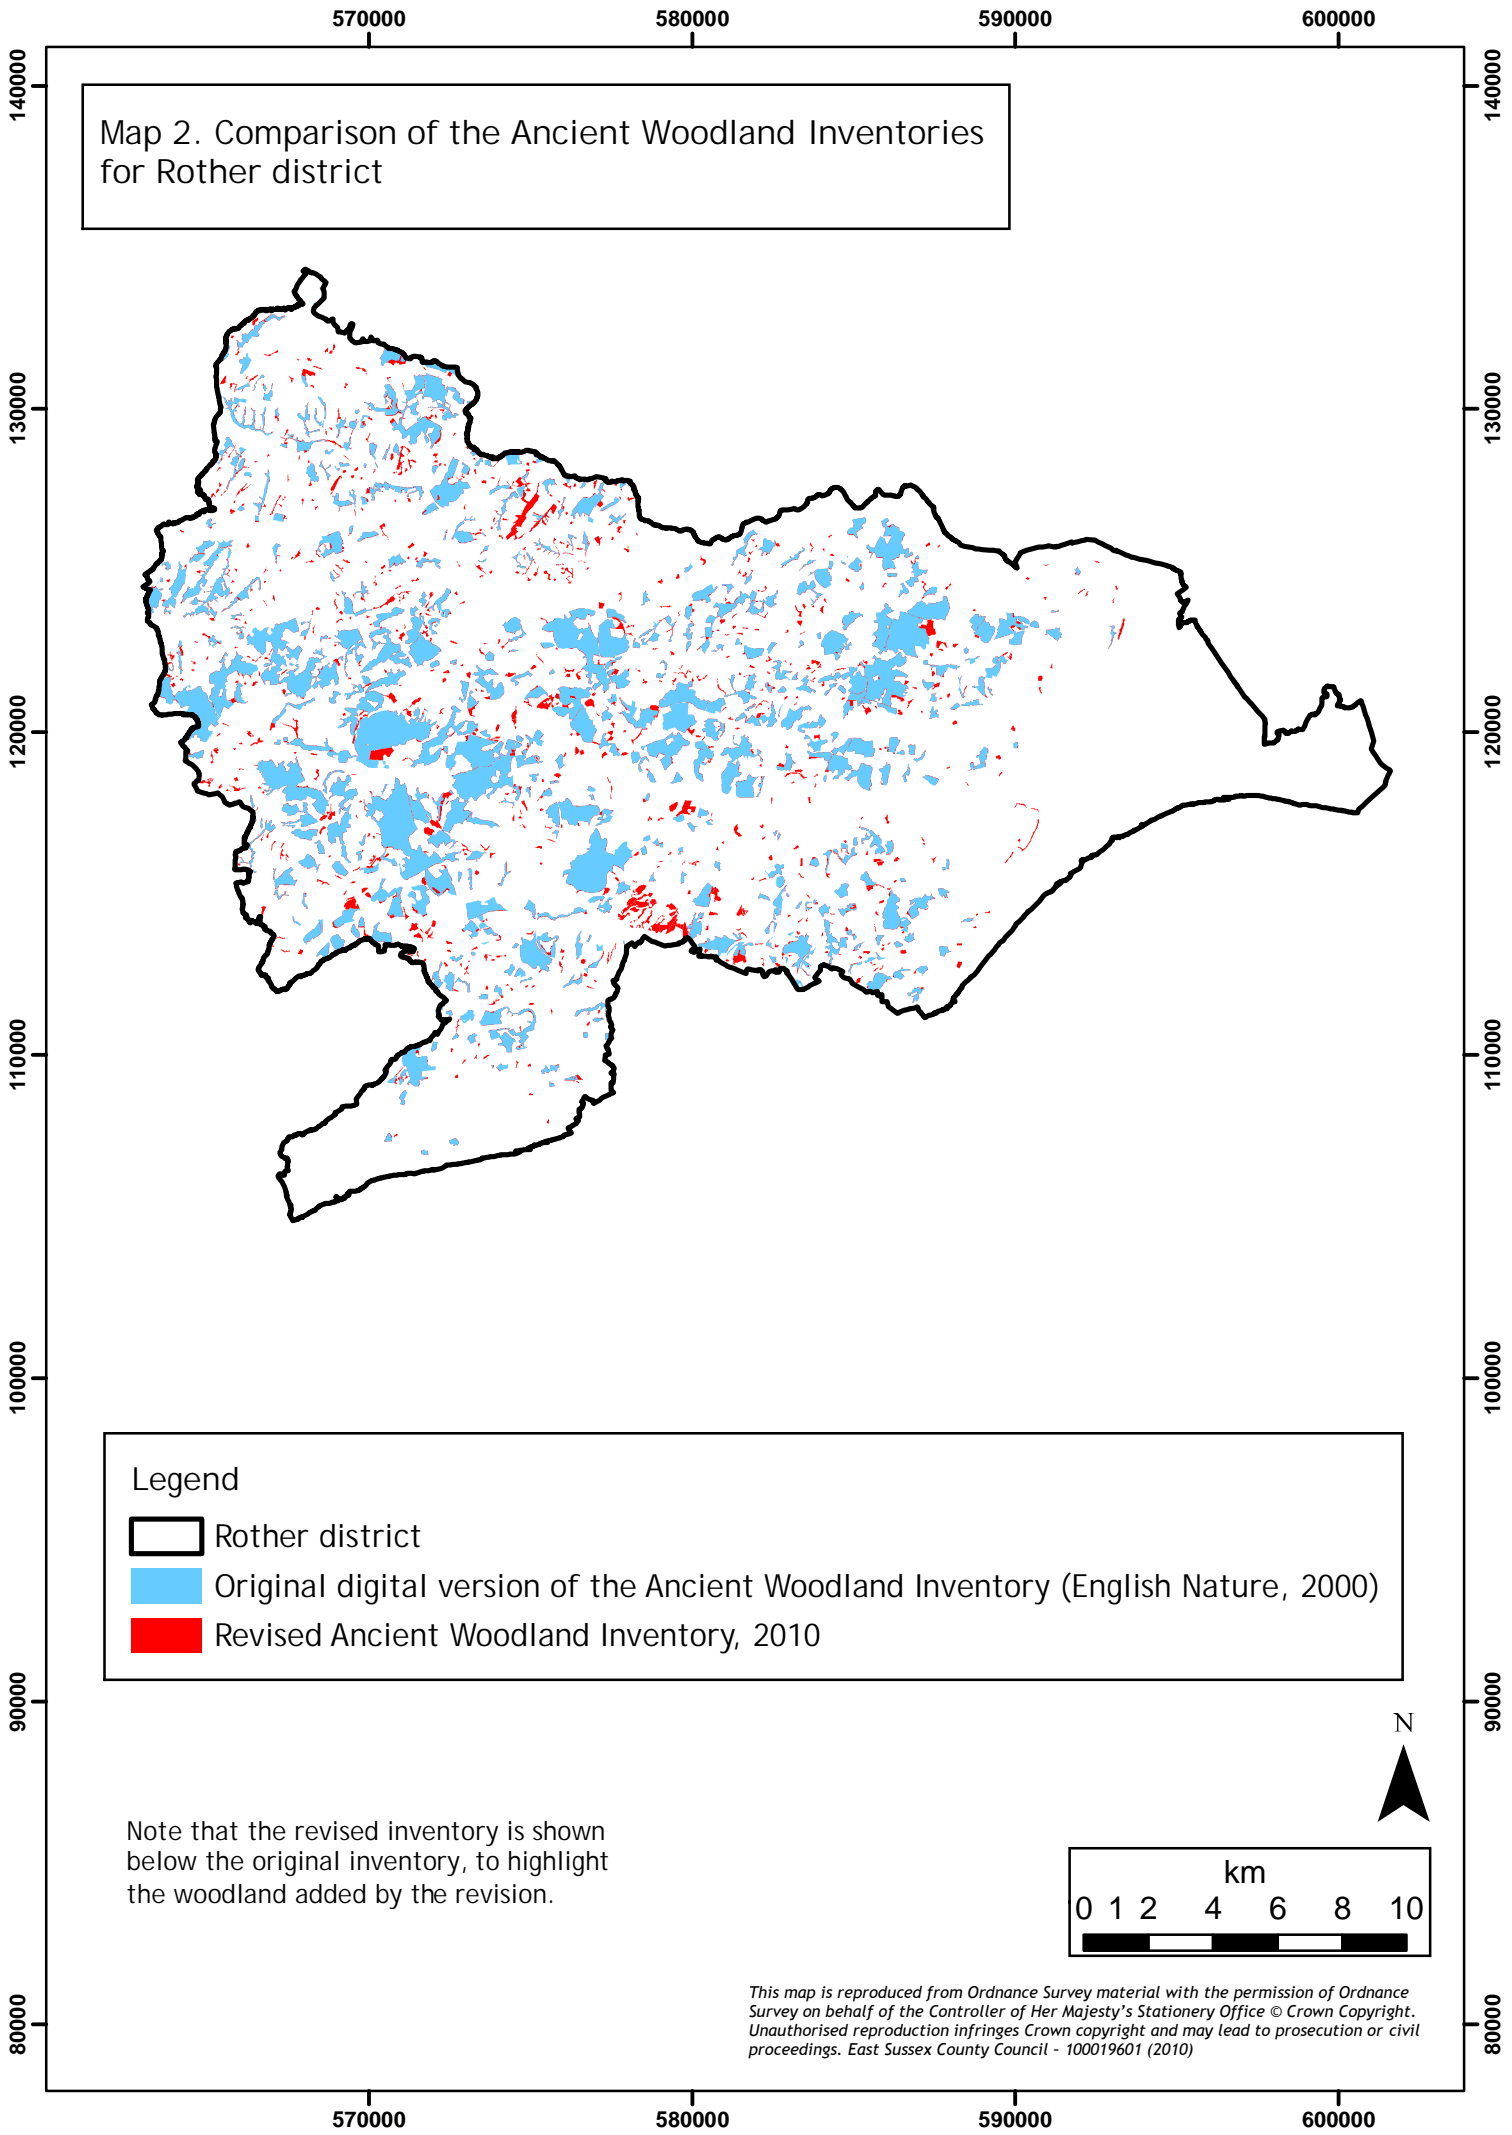 570000 580000 590000 600000
140000 140000
Map 2. Comparison of the Ancient Woodland Inventories
for Rother district
130000 130000
120000 120000
110000 110000
100000 100000
Legend
Rother district
Original digital version of the Ancient Woodland Inventory (English Nature, 2000)
Revised Ancient Woodland Inventory, 2010
90000 90000
N
Note that the revised inventory is shown
below the original inventory, to highlight
the woodland added by the revision.
km
0 1 2 4 6 8 10
This map is reproduced from Ordnance Survey material with the permission of Ordnance
Survey on behalf of the Controller of Her Majesty's Stationery Office © Crown Copyright.
Unauthorised reproduction infringes Crown copyright and may lead to prosecution or civil
proceedings. East Sussex County Council - 100019601 (2010)
80000 80000
570000 580000 590000 600000